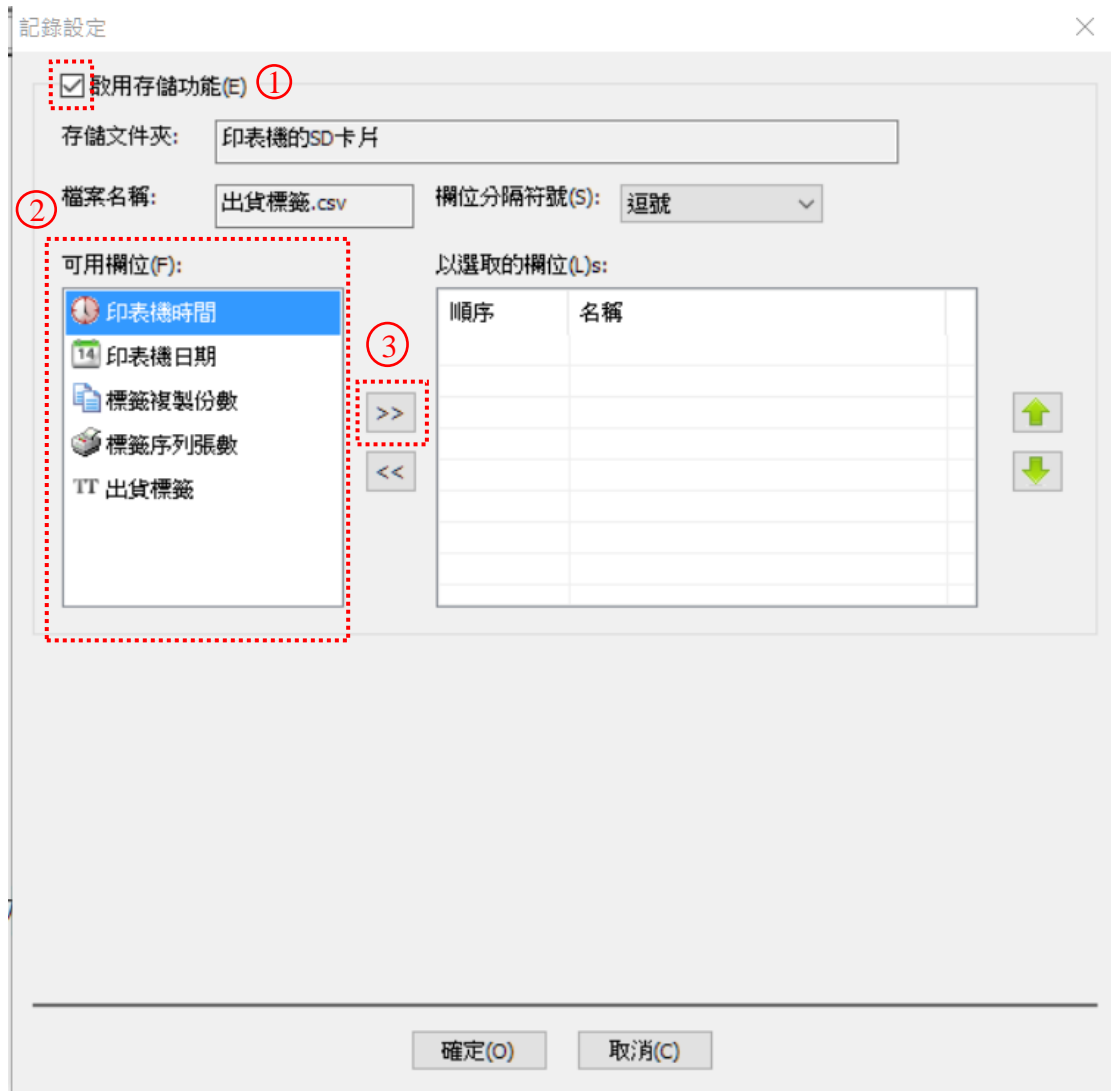 記錄設定
啟用存儲功能(E) ①
存儲文件夾: 印表機的SD卡片
② 檔案名稱: 出貨標籤.csv 欄位分隔符號(S): 逗號
可用欄位(F): 以選取的欄位(L)s:
印表機時間 順序 名稱
14 印表機日期 ③
標籤複製份數 >>
標籤序列張數
<<
TT 出貨標籤
確定(O) 取消(C)